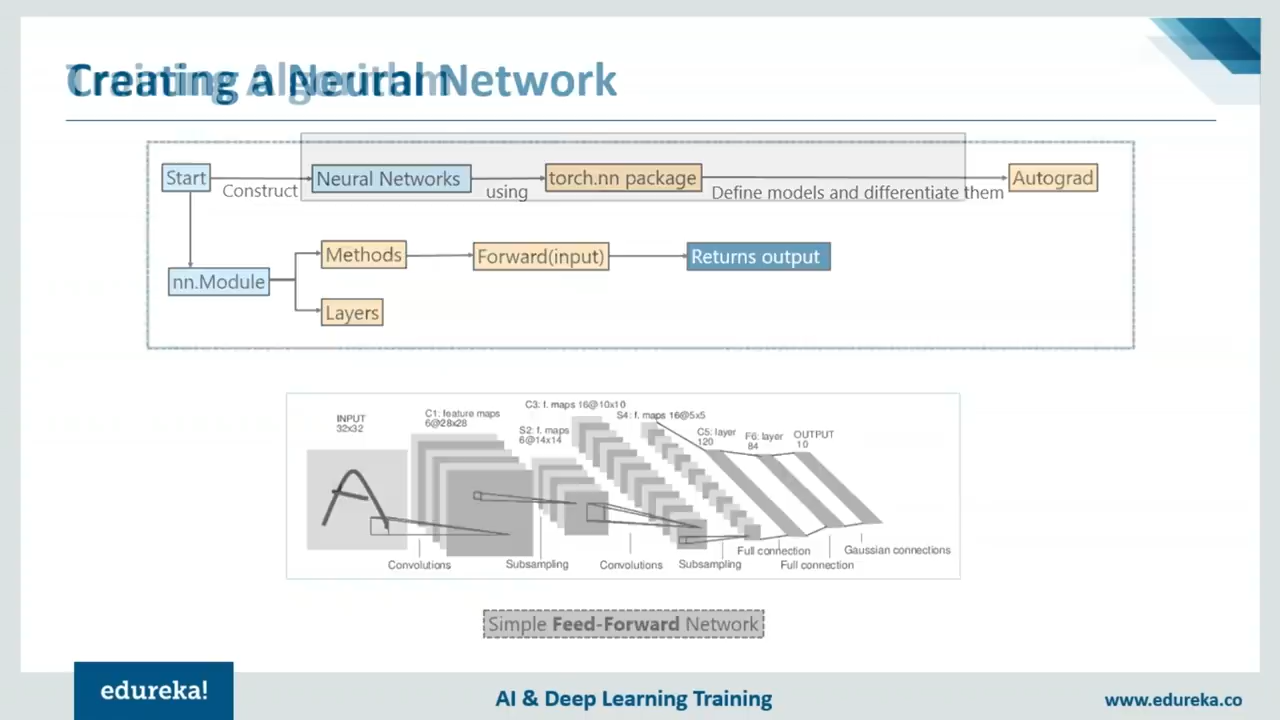 Creating a Neural Network
Training Algorithm
Start
Construct
Neural Networks
using
torch.nn package
Define models and differentiate them
Autograd
nn.Module
Methods
Forward(input)
Returns output
Layers
INPUT
32x32
C1: feature maps
6@28x28
S2: f. maps
6@14x14
C3: f. maps 16@10x10
S4: f. maps 16@5x5
C5: layer
120
F6: layer
84
OUTPUT
10
Convolutions
Subsampling
Convolutions
Subsampling
Full connection
Full connection
Gaussian connections
Simple Feed-Forward Network
edureka!
AI & Deep Learning Training
www.edureka.co